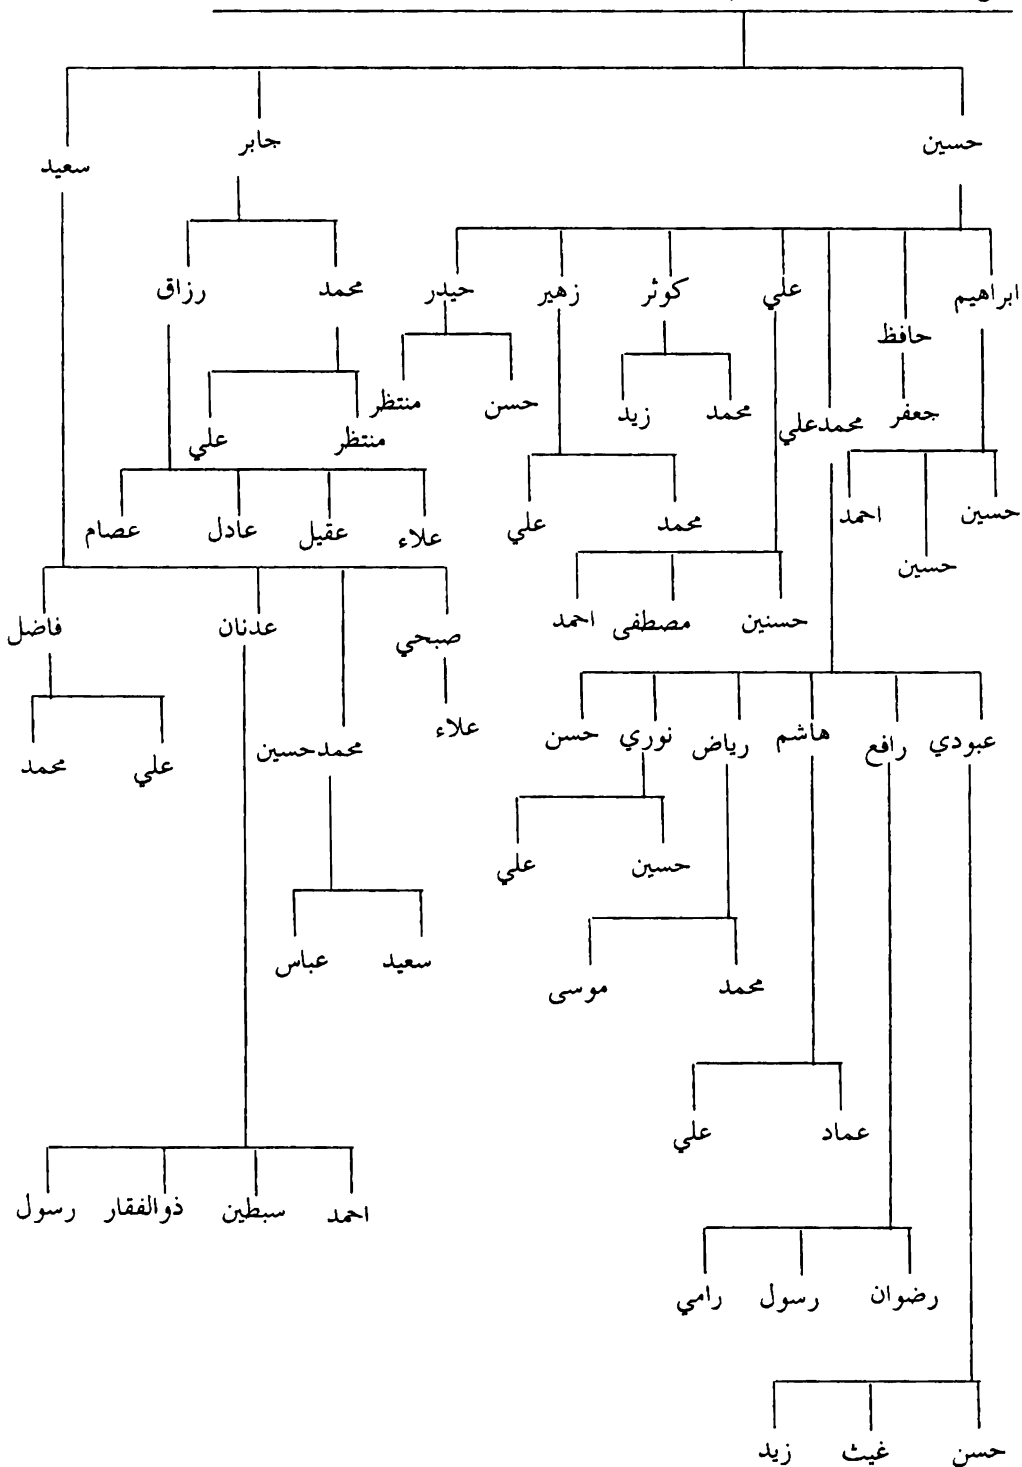 حسين
جابر
سعيد
ابراهيم
حافظ
علي
كوثر
زهير
حيدر
محمد
رزاق
جعفر
محمدعلي
محمد
زيد
حسن
منتظر
منتظر
علي
حسين
حسين
احمد
محمد
علي
علاء
عقيل
عادل
عصام
حسنين
مصطفى
احمد
صبحي
عدنان
فاضل
عبودي
رافع
هاشم
رياض
نوري
حسن
علاء
محمدحسين
علي
محمد
حسين
علي
محمد
موسى
سعيد
عباس
عماد
علي
احمد
سبطين
ذوالفقار
رسول
رضوان
رسول
رامي
حسن
غيث
زيد